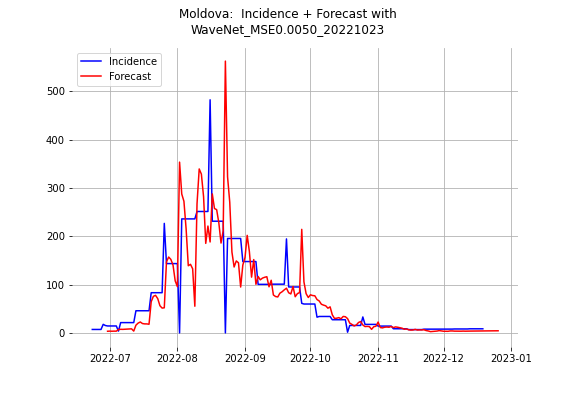 Moldova:  Incidence + Forecast with
WaveNet_MSE0.0050_20221023
Incidence
Forecast
500
400
300
200
100
0
2022-07 2022-08 2022-09 2022-10 2022-11 2022-12 2023-01